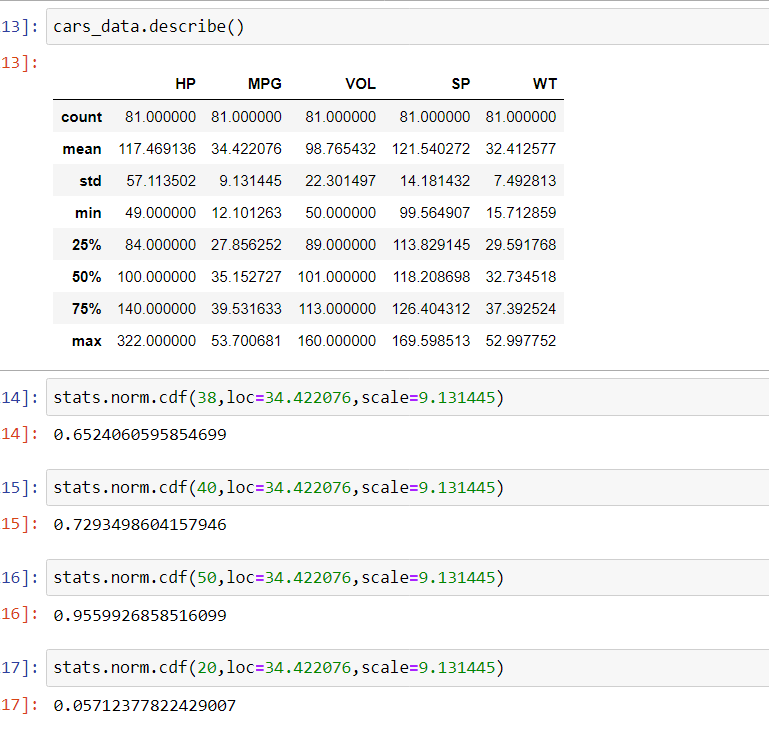 13]: cars_data.describe()
13]:
HP MPG VOL SP WT
count 81.000000 81.000000 81.000000 81.000000 81.000000
mean 117.469136 34.422076 98.765432 121.540272 32.412577
std 57.113502 9.131445 22.301497 14.181432 7.492813
min 49.000000 12.101263 50.000000 99.564907 15.712859
25% 84.000000 27.856252 89.000000 113.829145 29.591768
50% 100.000000 35.152727 101.000000 118.208698 32.734518
75% 140.000000 39.531633 113.000000 126.404312 37.392524
max 322.000000 53.700681 160.000000 169.598513 52.997752
14]: stats.norm.cdf(38,loc=34.422076,scale=9.131445)
14]: 0.6524060595854699
15]: stats.norm.cdf(40,loc=34.422076,scale=9.131445)
15]: 0.7293498604157946
16]: stats.norm.cdf(50,loc=34.422076,scale=9.131445)
16]: 0.9559926858516099
17]: stats.norm.cdf(20,loc=34.422076,scale=9.131445)
17]: 0.05712377822429007